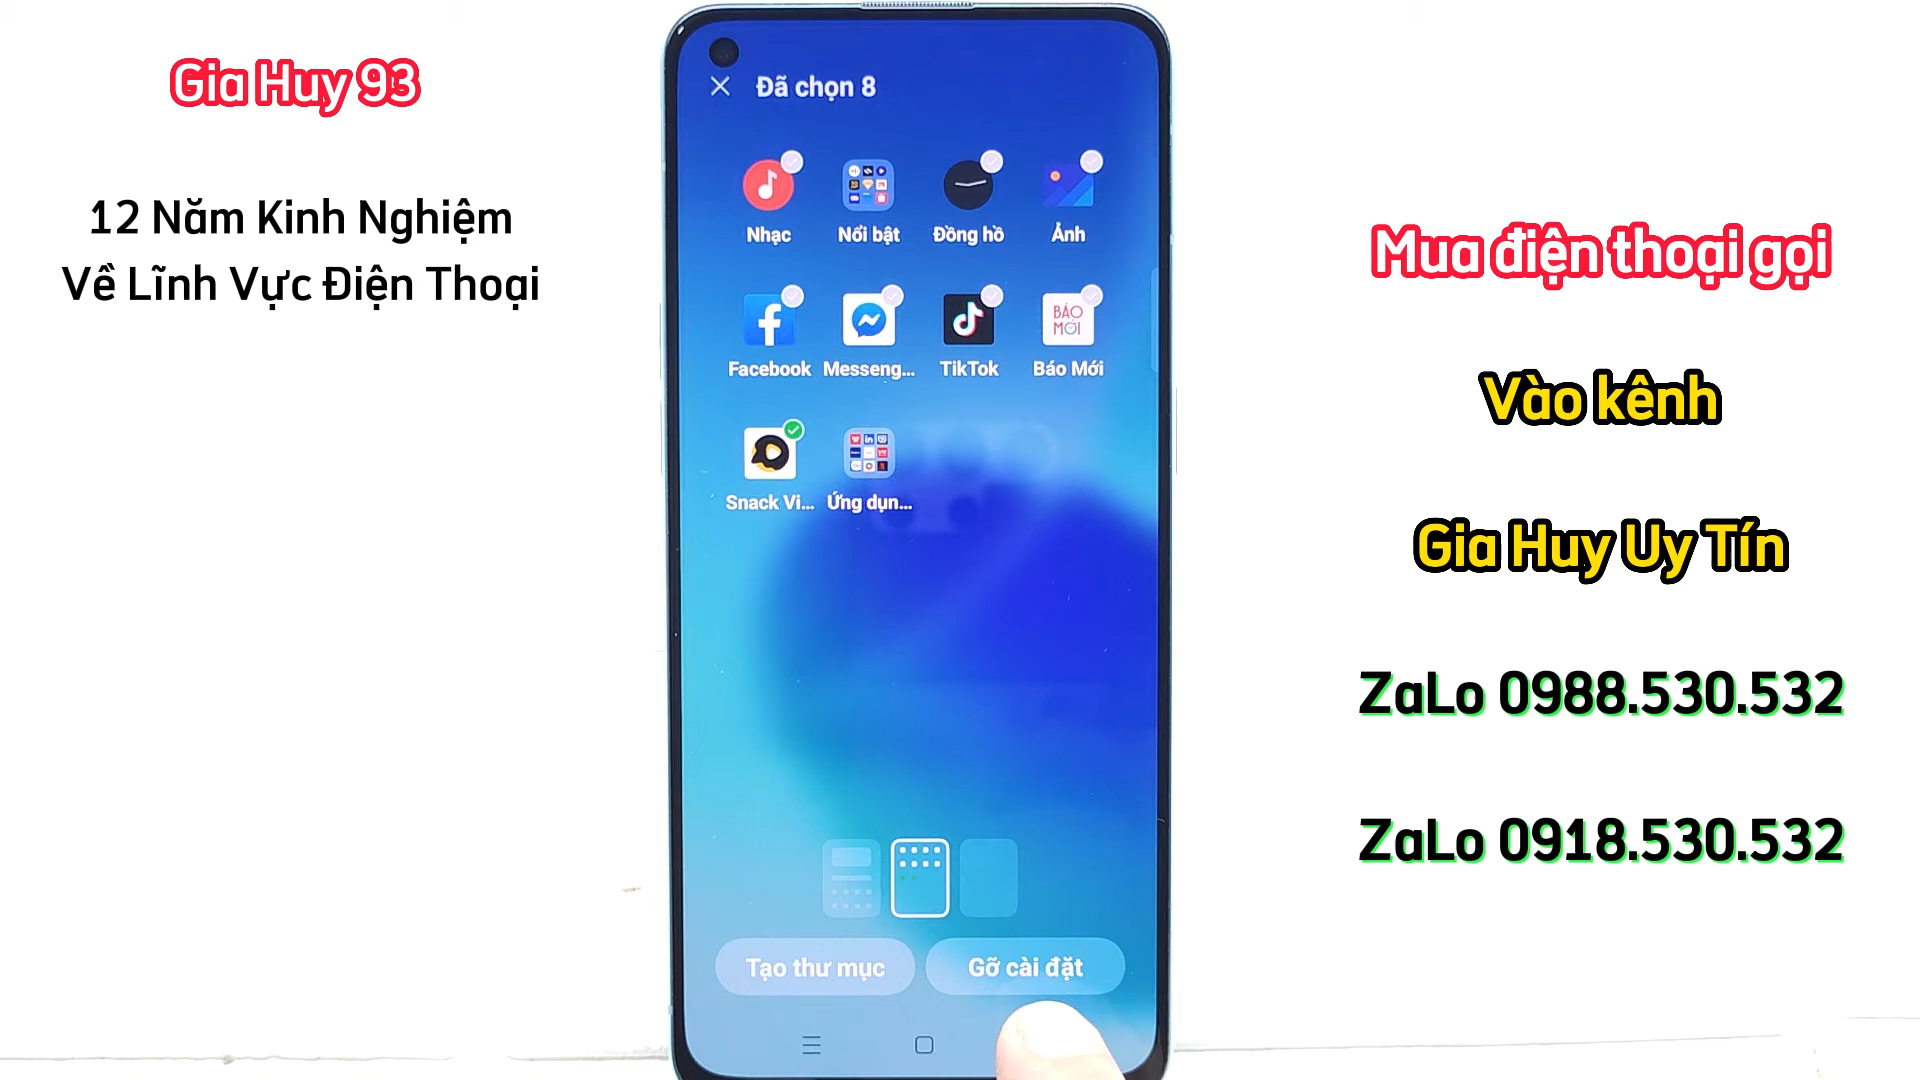 Gia Huy 93
12 Năm Kinh Nghiệm
Về Lĩnh Vực Điện Thoại
Đã chọn 8
Nhạc
Nổi bật
Đồng hồ
Ảnh
BÁO
MỚI
Facebook
Messeng...
TikTok
Báo Mới
Snack Vi...
Ứng dụn...
Tạo thư mục
Gỡ cài đặt
Mua điện thoại gọi
Vào kênh
Gia Huy Uy Tín
ZaLo 0988.530.532
ZaLo 0918.530.532